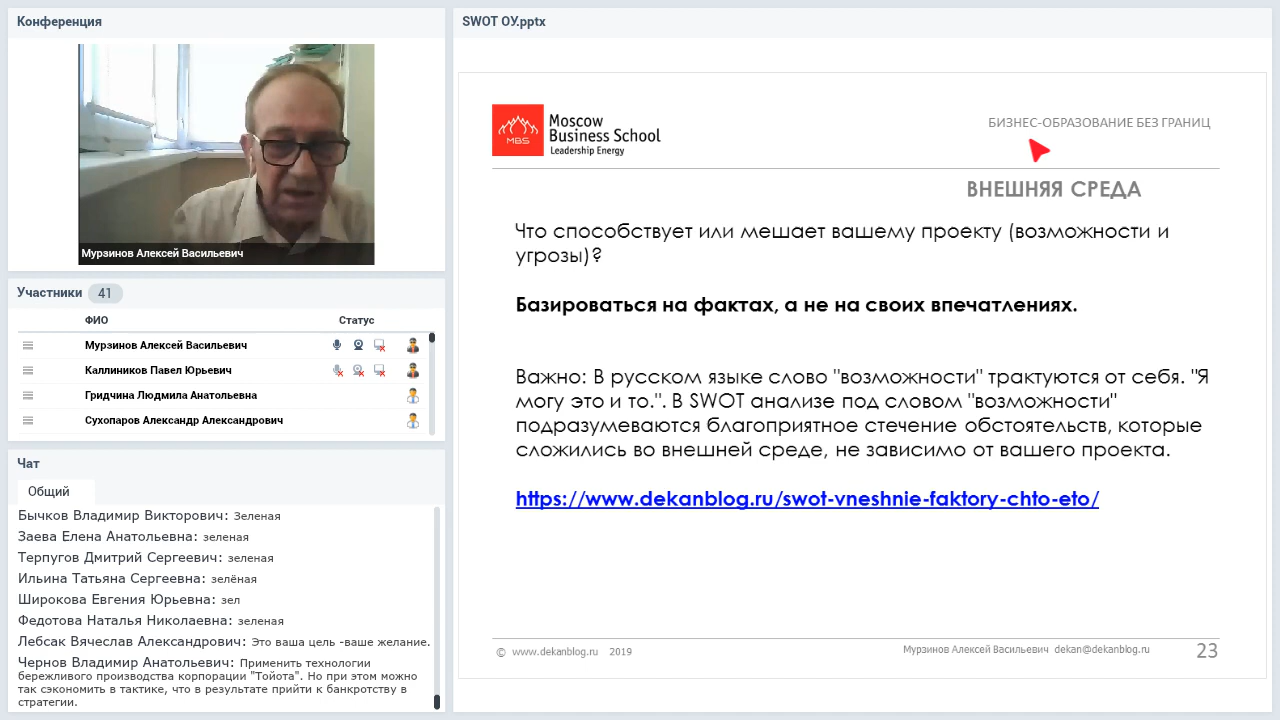 Конференция
Мурзинов Алексей Васильевич
Участники 41
ФИО Статус
Мурзинов Алексей Васильевич
Каллиников Павел Юрьевич
Гридчина Людмила Анатольевна
Сухопаров Александр Александрович
Чат
Общий
Бычков Владимир Викторович: Зеленая
Заева Елена Анатольевна: зеленая
Терпугов Дмитрий Сергеевич: зеленая
Ильина Татьяна Сергеевна: зелёная
Широкова Евгения Юрьевна: зел
Федотова Наталья Николаевна: зеленая
Лебсак Вячеслав Александрович: Это ваша цель -ваше желание.
Чернов Владимир Анатольевич: Применить технологии
бережливого производства корпорации "Тойота". Но при этом можно
так сэкономить в тактике, что в результате прийти к банкротству в
стратегии.
SWOT ОУ.pptx
MBS
Moscow
Business School
Leadership Energy
БИЗНЕС-ОБРАЗОВАНИЕ БЕЗ ГРАНИЦ
ВНЕШНЯЯ СРЕДА
Что способствует или мешает вашему проекту (возможности и
угрозы)?
Базироваться на фактах, а не на своих впечатлениях.
Важно: В русском языке слово "возможности" трактуются от себя. "Я
могу это и то.". В SWOT анализе под словом "возможности"
подразумеваются благоприятное стечение обстоятельств, которые
сложились во внешней среде, не зависимо от вашего проекта.
https://www.dekanblog.ru/swot-vneshnie-faktory-chto-eto/
© www.dekanblog.ru 2019
Мурзинов Алексей Васильевич dekan@dekanblog.ru
23